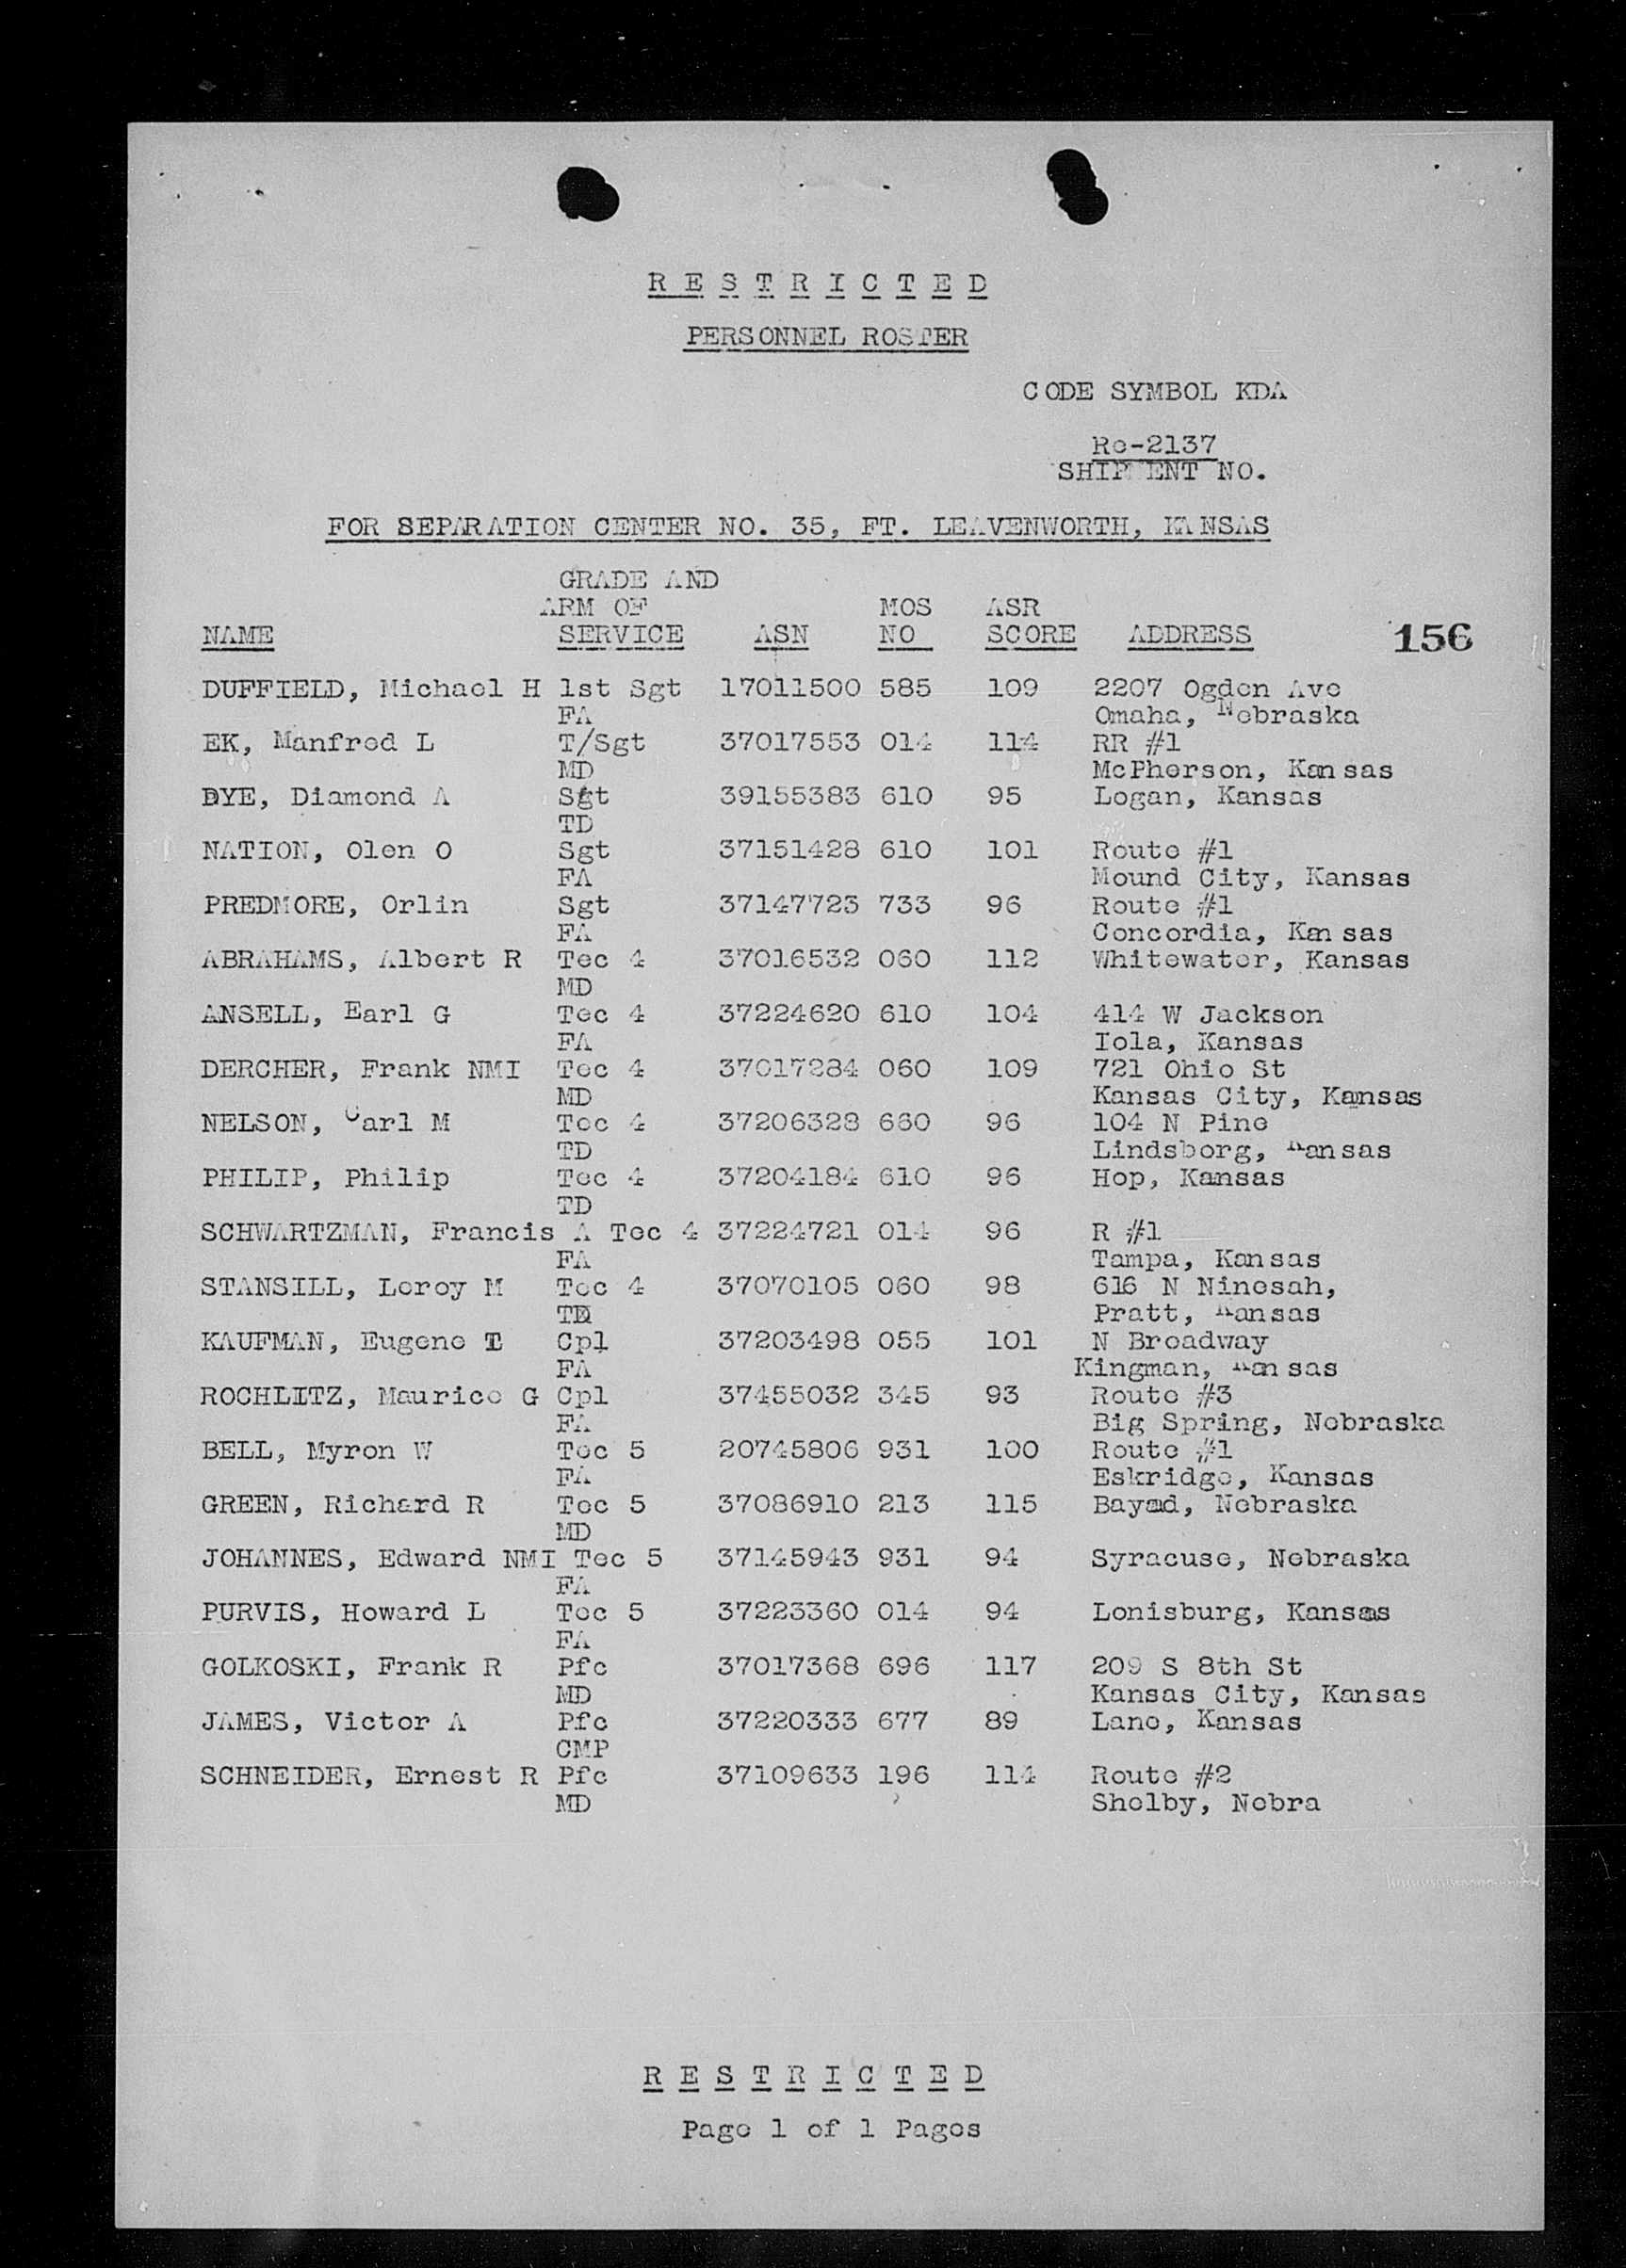 R E S T R I C T E D
PERSONNEL ROSTER
CODE SYMBOL KDA
Re-2137
SHIPMENT NO.
FOR SEPARATION CENTER NO. 35, FT. LEAVENWORTH, KANSAS
GRADE AND
ARM OF MOS ASR
NAME SERVICE ASN NO SCORE ADDRESS 156
DUFFIELD, Michael H 1st Sgt 17011500 585 109 2207 Ogden Ave
FA Omaha, Nebraska
EK, Manfred L T/Sgt 37017553 014 114 RR #1
MD McPherson, Kansas
DYE, Diamond A Sgt 39155383 610 95 Logan, Kansas
TD
NATION, Olen O Sgt 37151428 610 101 Route #1
FA Mound City, Kansas
PREDMORE, Orlin Sgt 37147723 733 96 Route #1
FA Concordia, Kansas
ABRAHAMS, Albert R Tec 4 37016532 060 112 Whitewater, Kansas
MD
ANSELL, Earl G Tec 4 37224620 610 104 414 W Jackson
FA Iola, Kansas
DERCHER, Frank NMI Tec 4 37017284 060 109 721 Ohio St
MD Kansas City, Kansas
NELSON, Carl M Tec 4 37206328 660 96 104 N Pine
TD Lindsborg, Kansas
PHILIP, Philip Tec 4 37204184 610 96 Hop, Kansas
TD
SCHWARTZMAN, Francis A Tec 4 37224721 014 96 R #1
FA Tampa, Kansas
STANSILL, Leroy M Tec 4 37070105 060 98 616 N Ninesah,
TD Pratt, Kansas
KAUFMAN, Eugene T Cpl 37203498 055 101 N Broadway
FA Kingman, Kansas
ROCHLITZ, Maurice G Cpl 37455032 345 93 Route #3
FA Big Spring, Nebraska
BELL, Myron W Tec 5 20745806 931 100 Route #1
FA Eskridge, Kansas
GREEN, Richard R Tec 5 37086910 213 115 Bayard, Nebraska
MD
JOHANNES, Edward NMI Tec 5 37145943 931 94 Syracuse, Nebraska
FA
PURVIS, Howard L Tec 5 37223360 014 94 Lonisburg, Kansas
FA
GOLKOSKI, Frank R Pfc 37017368 696 117 209 S 8th St
MD Kansas City, Kansas
JAMES, Victor A Pfc 37220333 677 89 Lane, Kansas
CMP
SCHNEIDER, Ernest R Pfc 37109633 196 114 Route #2
MD Shelby, Nebra
R E S T R I C T E D
Page 1 of 1 Pages